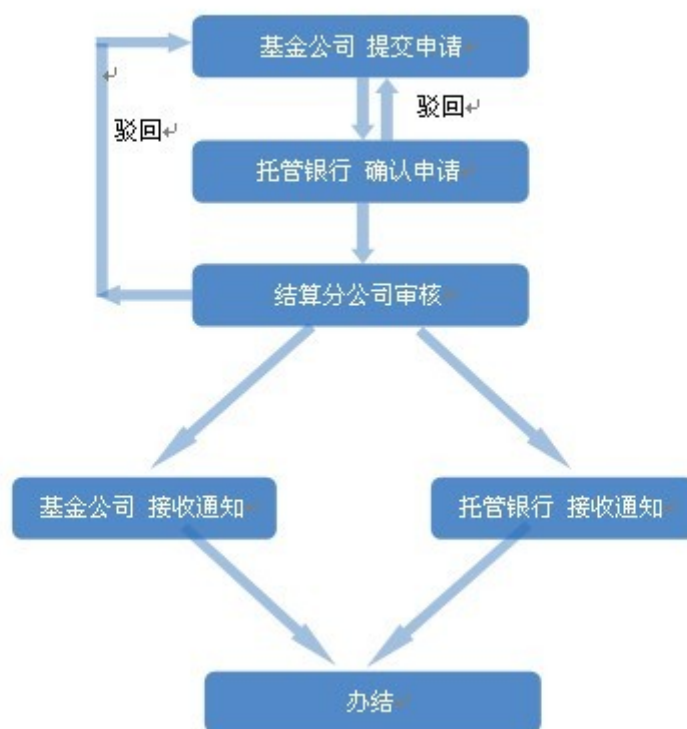 基金公司 提交申请
驳回
驳回
托管银行 确认申请
结算分公司审核
基金公司 接收通知
托管银行 接收通知
办结